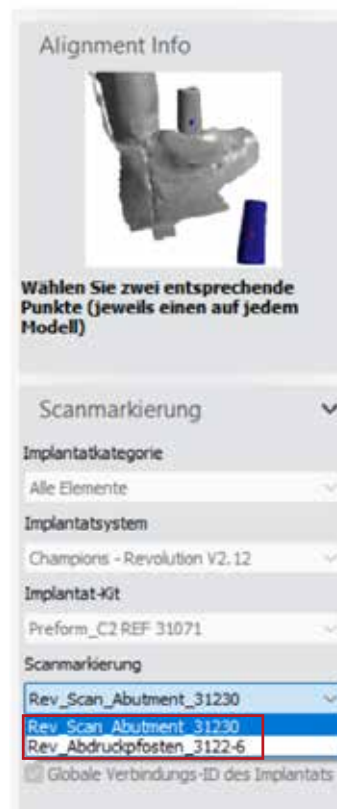 Alignment Info
Wählen Sie zwei entsprechende
Punkte (jeweils einen auf jedem
Modell)
Scanmarkierung
Implantatkategorie
Alle Elemente
Implantatsystem
Champions - Revolution V2.12
Implantat-Kit
Preform_C2 REF 31071
Scanmarkierung
Rev_Scan_Abutment_31230
Rev_Scan_Abutment_31230
Rev_Abdruckpfosten_3122-6
Globale Verbindungs-ID des Implantats